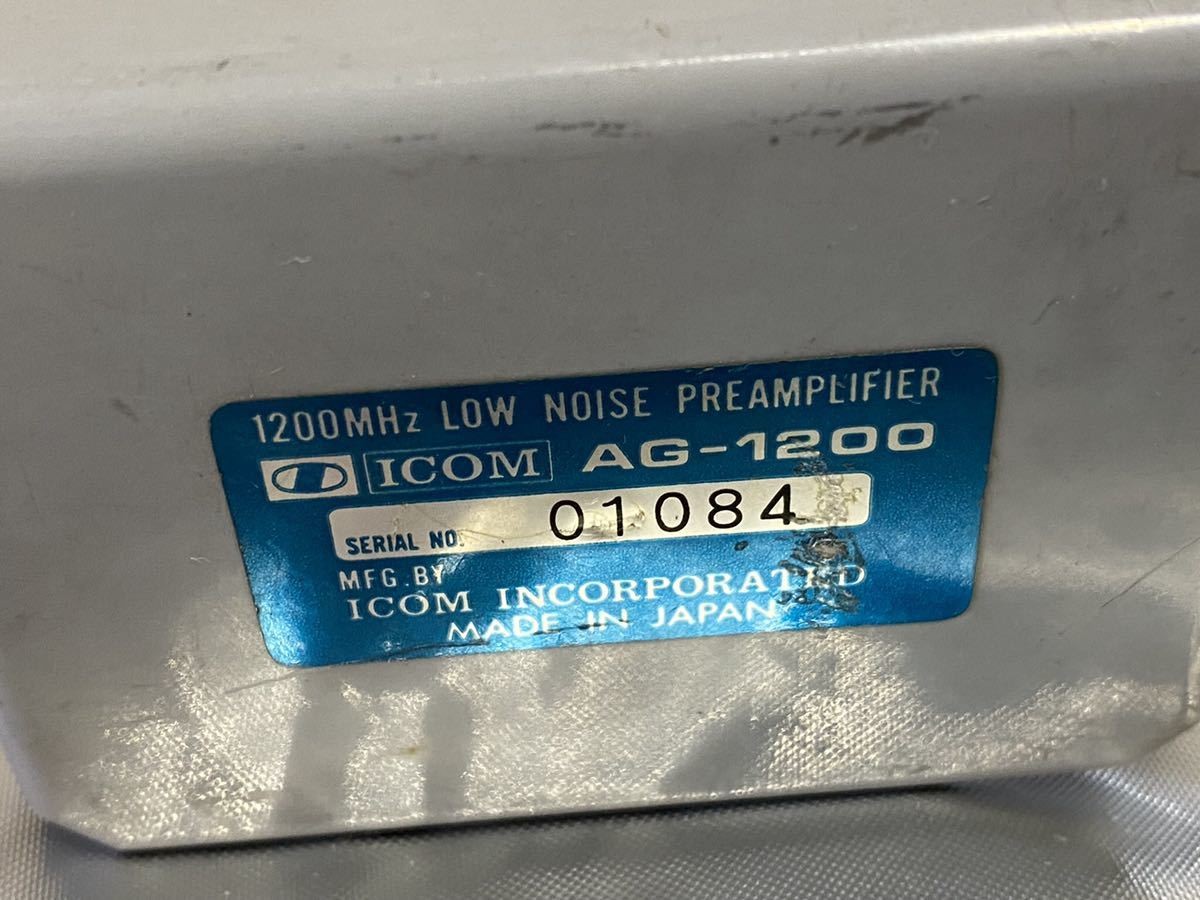 1200MHz LOW NOISE PREAMPLIFIER
ICOM AG-1200
SERIAL NO. 01084
MFG.BY
ICOM INCORPORATED
MADE IN JAPAN